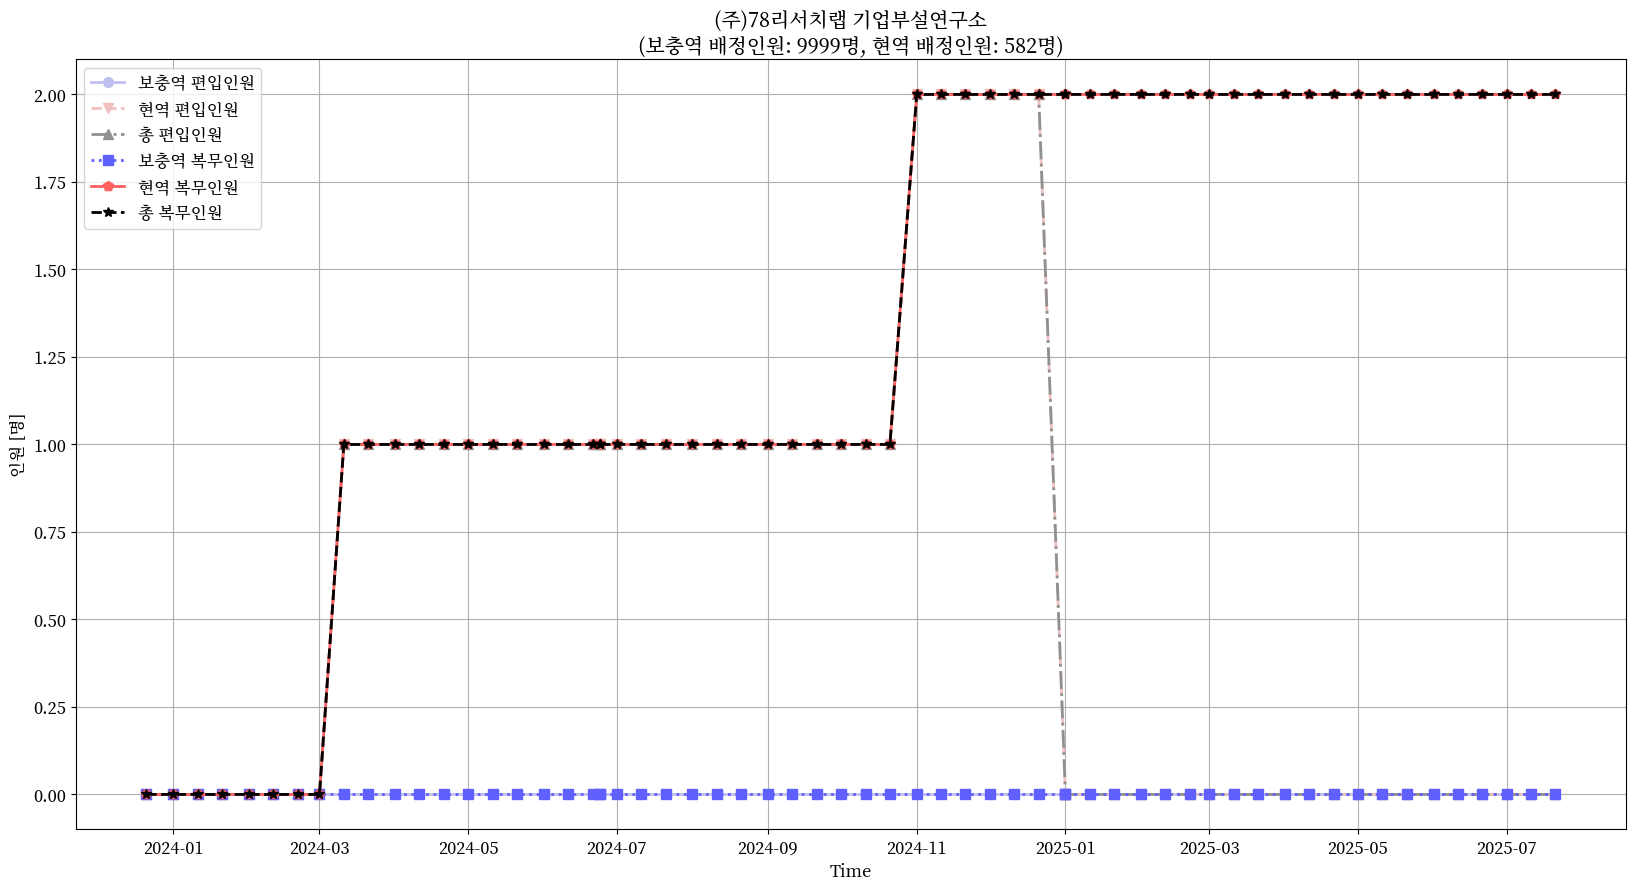 (주)78리서치랩 기업부설연구소
(보충역 배정인원: 9999명, 현역 배정인원: 582명)
보충역 편입인원
현역 편입인원
총 편입인원
보충역 복무인원
현역 복무인원
총 복무인원
인원 [명]
2.00
1.75
1.50
1.25
1.00
0.75
0.50
0.25
0.00
2024-01 2024-03 2024-05 2024-07 2024-09 2024-11 2025-01 2025-03 2025-05 2025-07
Time